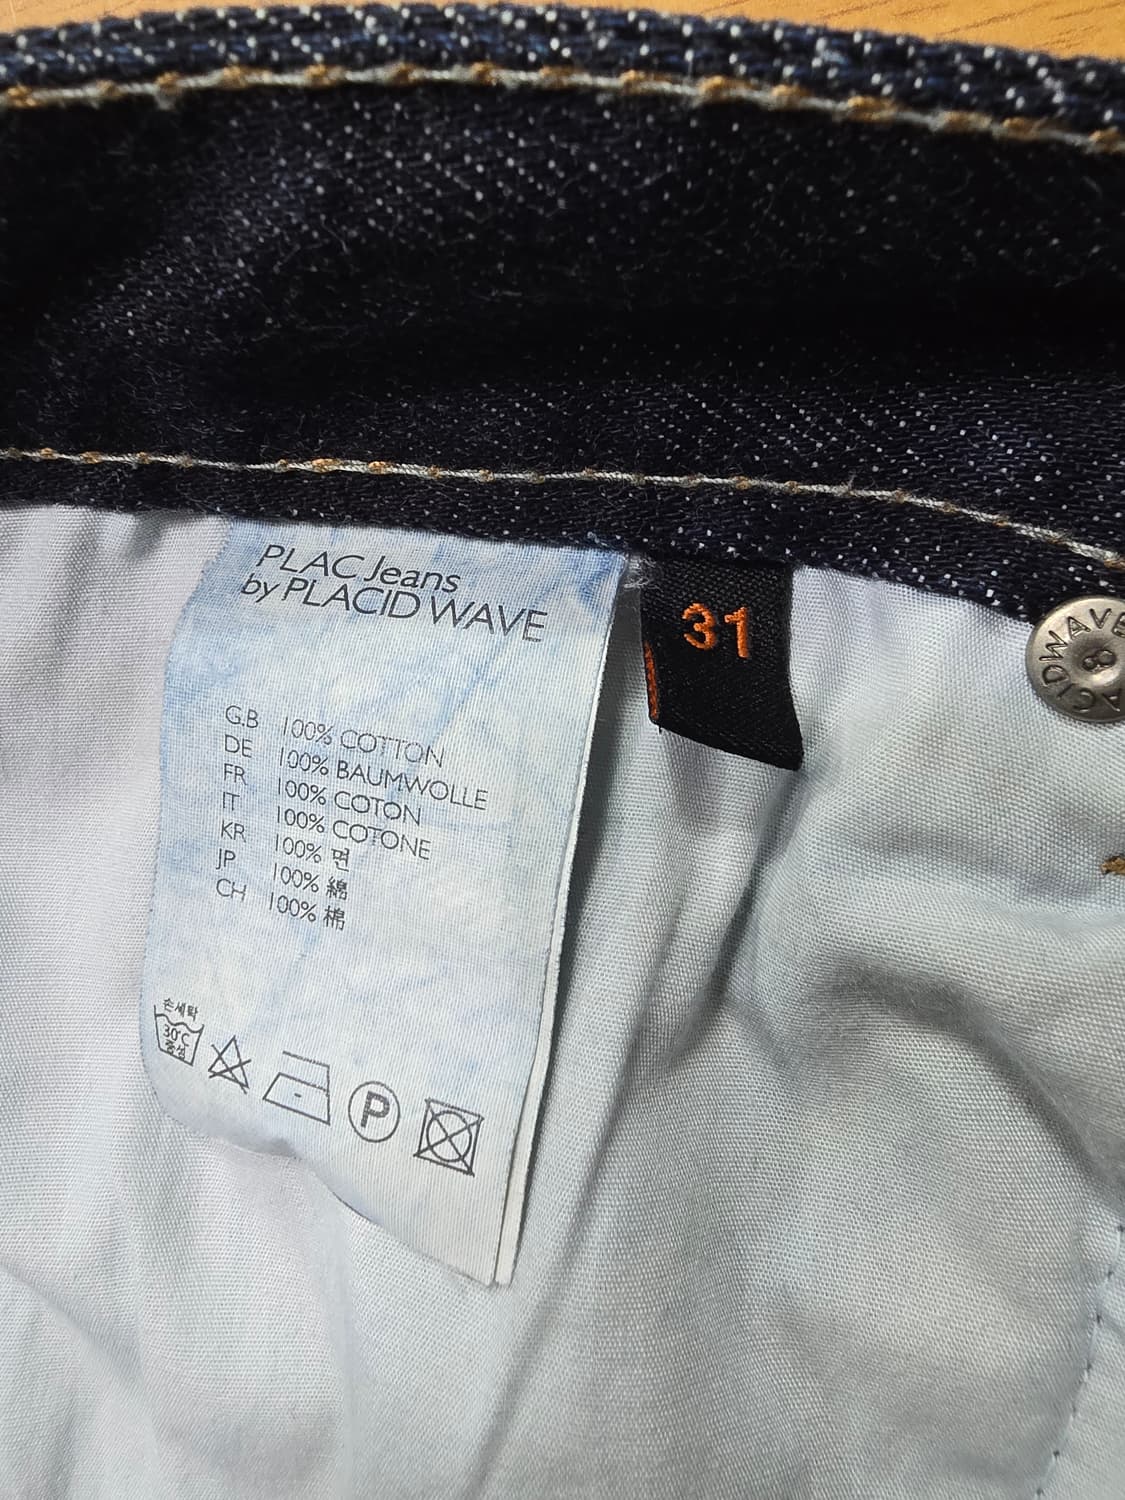 PLAC Jeans
by PLACID WAVE
G.B 100% COTTON
DE 100% BAUMWOLLE
FR 100% COTON
IT 100% COTONE
KR 100% 면
JP 100% 綿
CH 100% 棉
손세탁
30°C
중성
P
31
ACIDWAVE